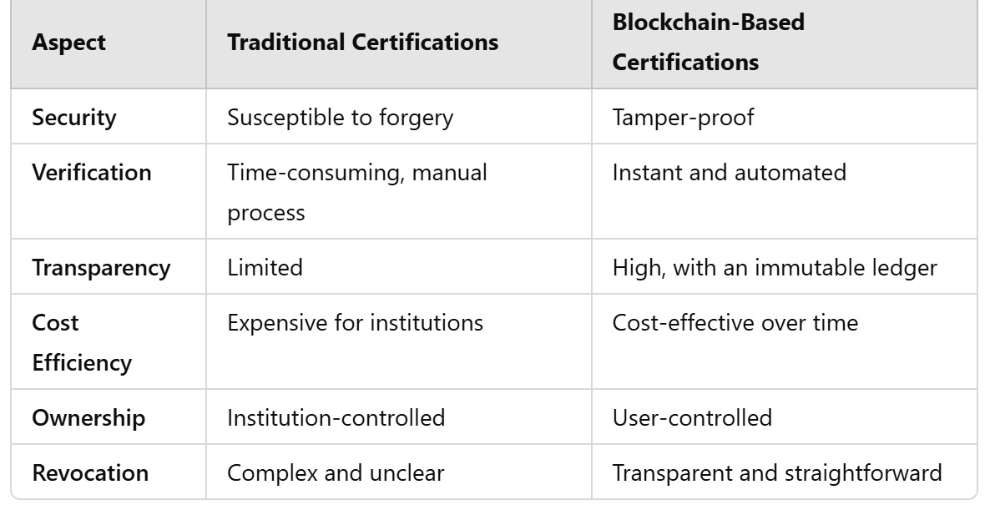 Aspect
Traditional Certifications
Blockchain-Based
Certifications
Security
Susceptible to forgery
Tamper-proof
Verification
Time-consuming, manual
process
Instant and automated
Transparency
Limited
High, with an immutable ledger
Cost
Efficiency
Expensive for institutions
Cost-effective over time
Ownership
Institution-controlled
User-controlled
Revocation
Complex and unclear
Transparent and straightforward